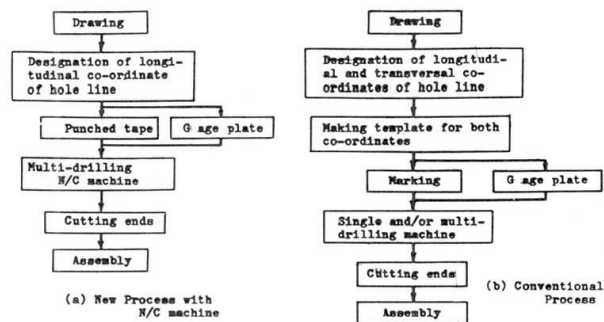 Drawing
Designation of longi-
tudinal co-ordinate
of hole line
Punched tape
G age plate
Multi-drilling
N/C machine
Cutting ends
Assembly
(a) New Process with
N/C machine
Drawing
Designation of longitudi-
al and transversal co-
ordinates of hole line
Making template for both
co-ordinates
Marking
G age plate
Single and/or multi-
drilling machine
Cutting ends
Assembly
(b) Conventional
Process